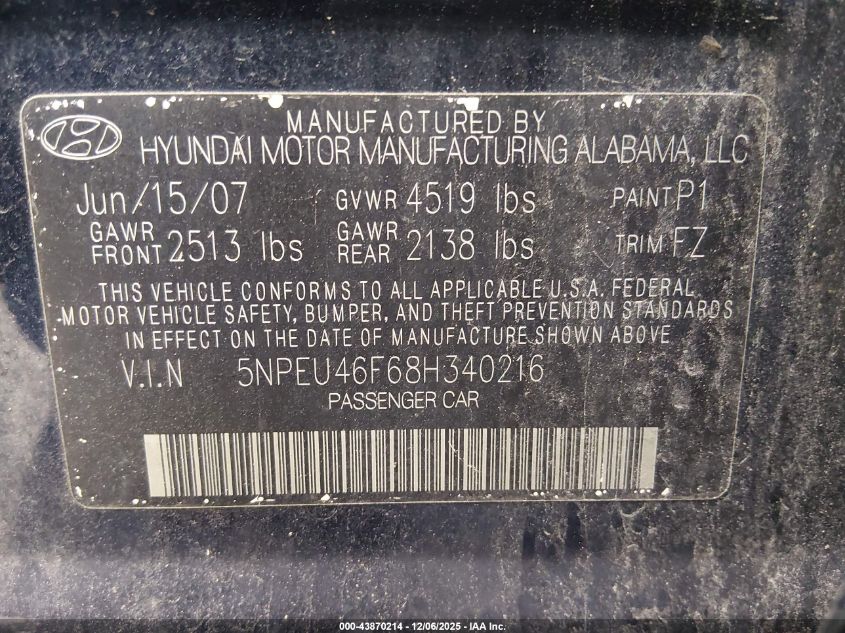 MANUFACTURED BY
HYUNDAI MOTOR MANUFACTURING ALABAMA, LLC
Jun/15/07 GVWR 4519 lbs PAINT P1
GAWR FRONT 2513 lbs GAWR REAR 2138 lbs TRIM FZ
THIS VEHICLE CONFORMS TO ALL APPLICABLE U.S.A. FEDERAL
MOTOR VEHICLE SAFETY, BUMPER, AND THEFT PREVENTION STANDARDS
IN EFFECT ON THE DATE OF MANUFACTURE SHOWN ABOVE
V.I.N 5NPEU46F68H340216
PASSENGER CAR
000-43870214 - 12/06/2025 - IAA Inc.